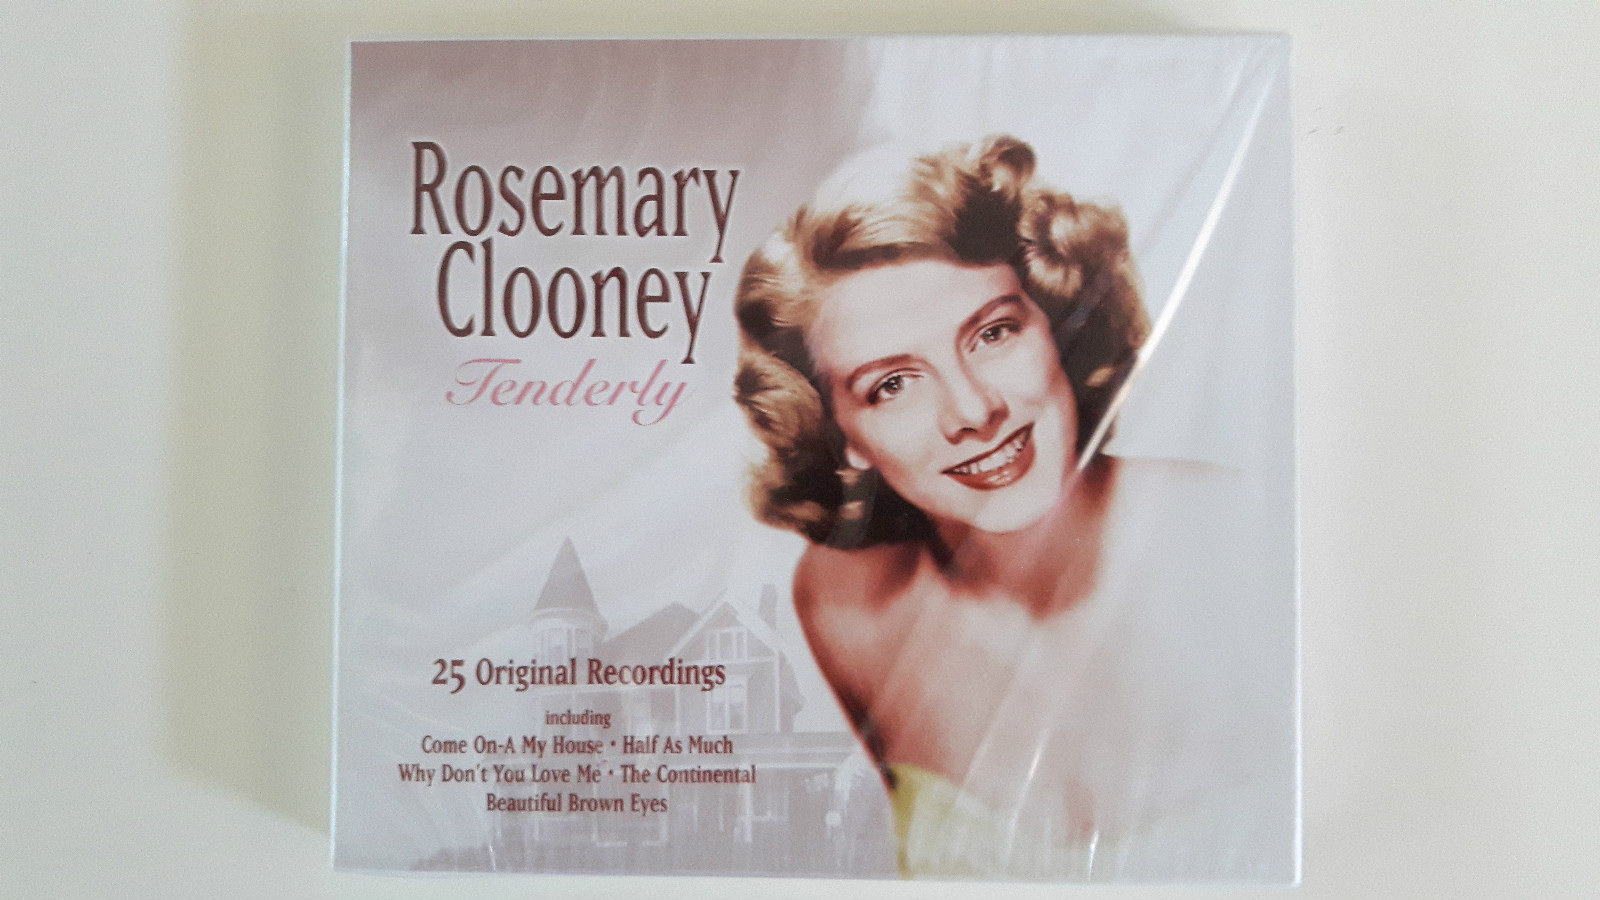 Rosemary
Clooney
Tenderly
25 Original Recordings
including
Come On-A My House • Half As Much
Why Don't You Love Me • The Continental
Beautiful Brown Eyes